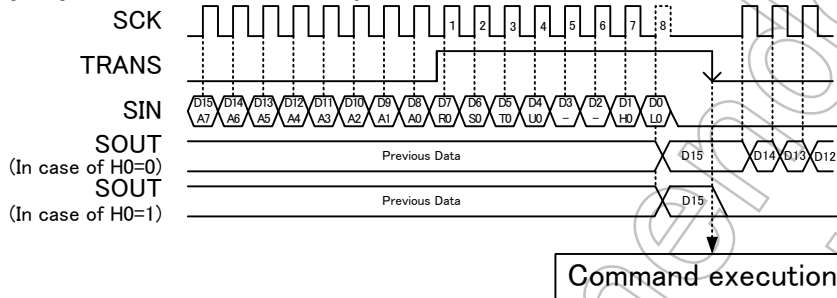 SCK 1 2 3 4 5 6 7 8
TRANS
SIN D15 D14 D13 D12 D11 D10 D9 D8 D7 D6 D5 D4 D3 D2 D1 D0
A7 A6 A5 A4 A3 A2 A1 A0 R0 S0 T0 U0 - - H0 L0
SOUT
(In case of H0=0) Previous Data D15 D14 D13 D12
SOUT
(In case of H0=1) Previous Data D15
Command execution